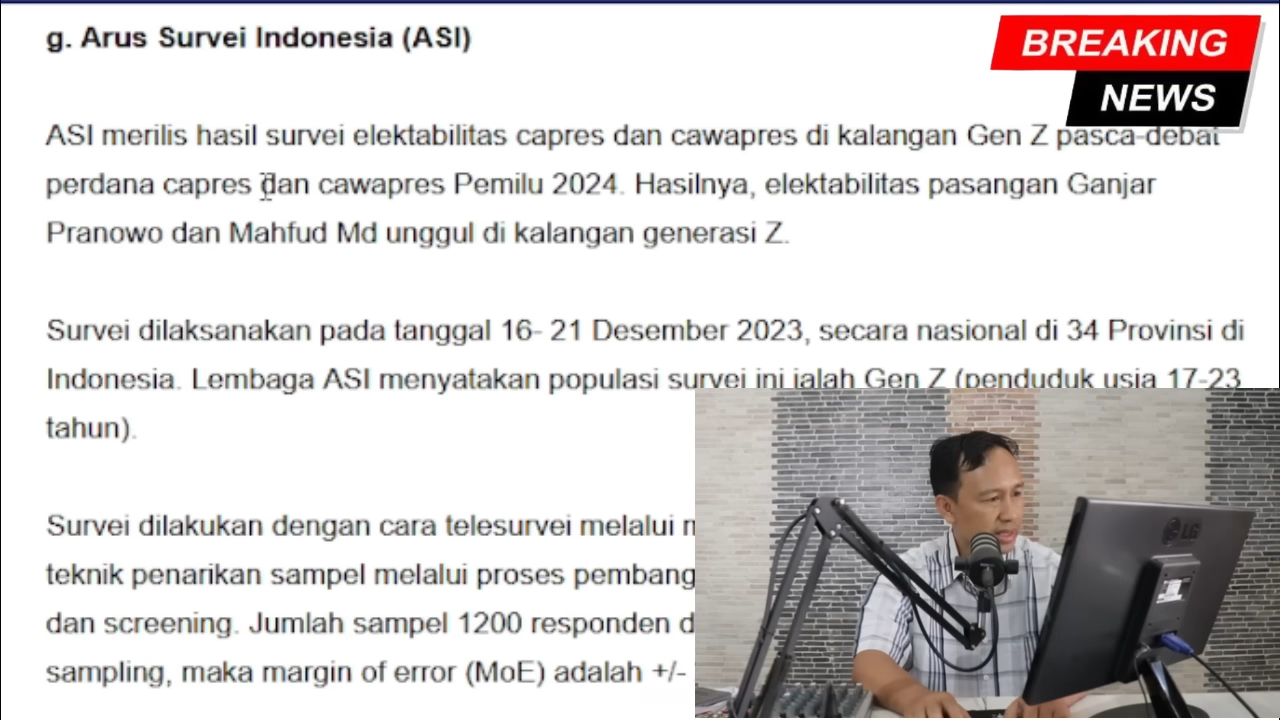 g. Arus Survei Indonesia (ASI)
BREAKING
NEWS
ASI merilis hasil survei elektabilitas capres dan cawapres di kalangan Gen Z pasca-debat
perdana capres dan cawapres Pemilu 2024. Hasilnya, elektabilitas pasangan Ganjar
Pranowo dan Mahfud Md unggul di kalangan generasi Z.
Survei dilaksanakan pada tanggal 16- 21 Desember 2023, secara nasional di 34 Provinsi di
Indonesia. Lembaga ASI menyatakan populasi survei ini ialah Gen Z (penduduk usia 17-23
tahun).
Survei dilakukan dengan cara telesurvei melalui
teknik penarikan sampel melalui proses pembang
dan screening. Jumlah sampel 1200 responden d
sampling, maka margin of error (MoE) adalah +/-
LG